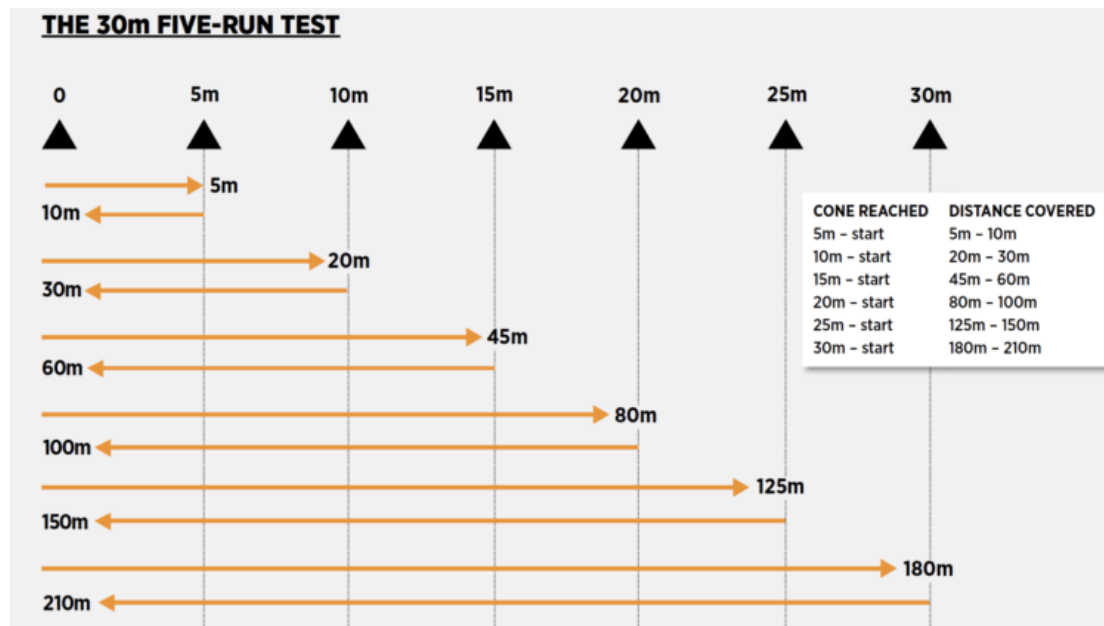 THE 30m FIVE-RUN TEST
0 5m 10m 15m 20m 25m 30m
5m
10m
20m
30m
45m
60m
80m
100m
125m
150m
180m
210m
CONE REACHED DISTANCE COVERED
5m – start 5m – 10m
10m – start 20m – 30m
15m – start 45m – 60m
20m – start 80m – 100m
25m – start 125m – 150m
30m – start 180m – 210m